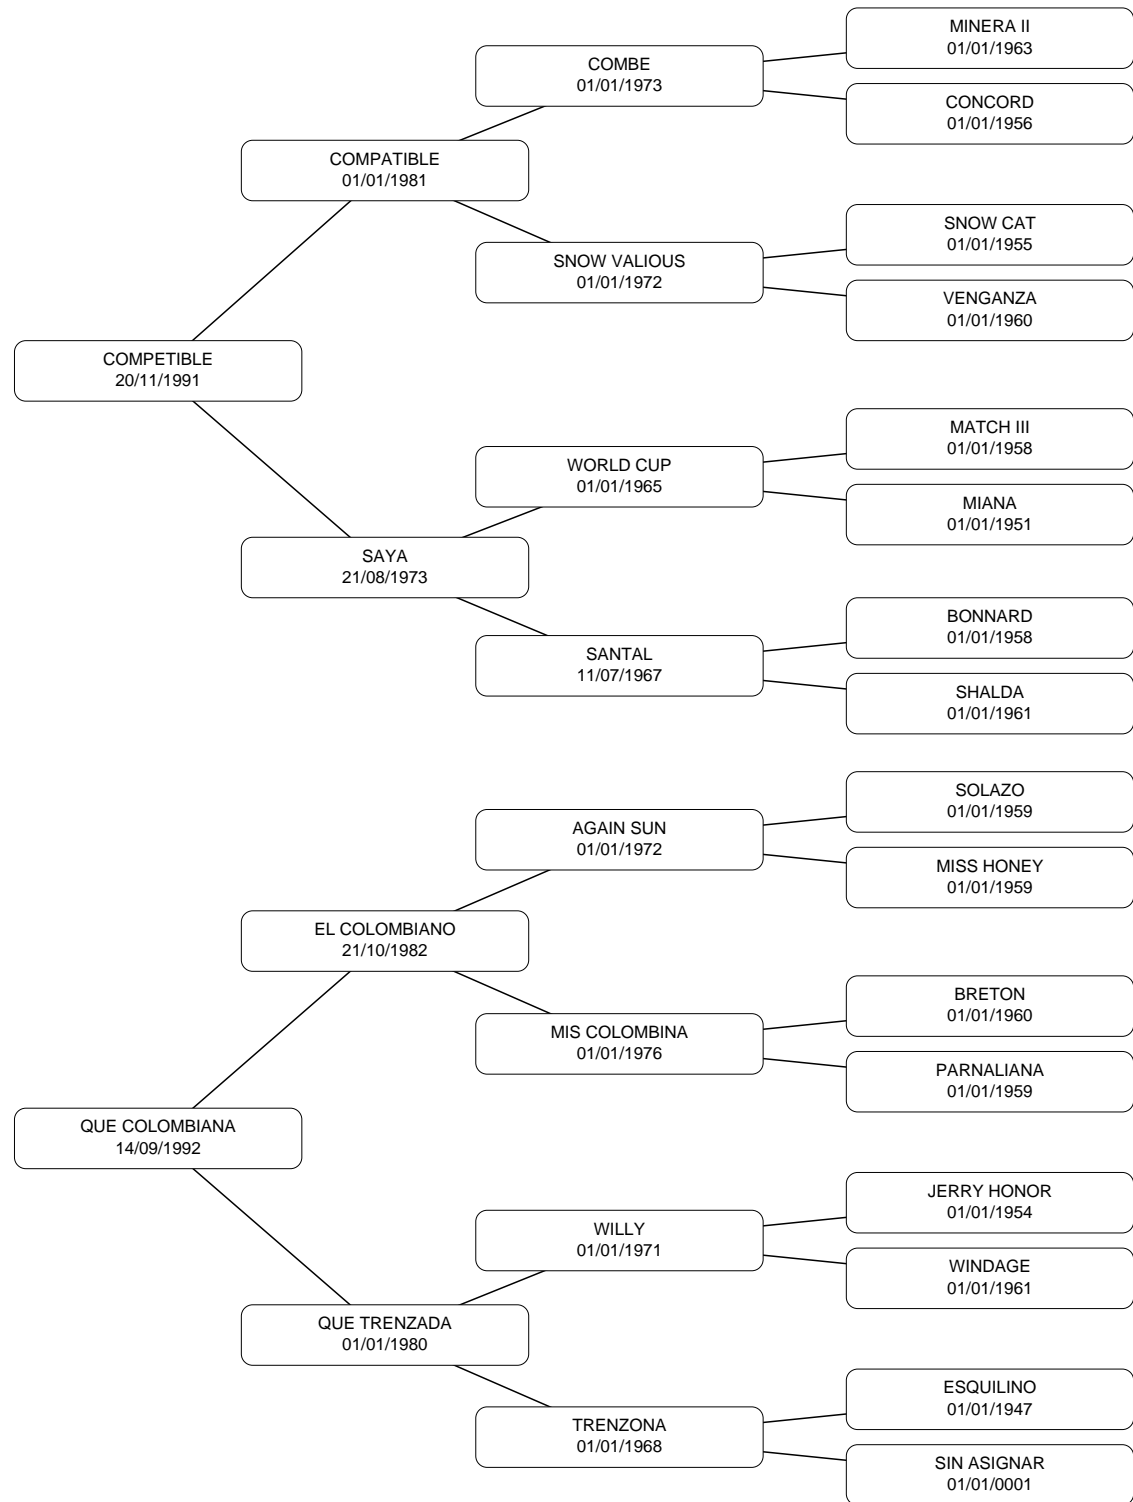 MINERA II
01/01/1963
COMBE
01/01/1973
CONCORD
01/01/1956
COMPATIBLE
01/01/1981
SNOW CAT
01/01/1955
SNOW VALIOUS
01/01/1972
VENGANZA
01/01/1960
COMPETIBLE
20/11/1991
MATCH III
01/01/1958
WORLD CUP
01/01/1965
MIANA
01/01/1951
SAYA
21/08/1973
BONNARD
01/01/1958
SANTAL
11/07/1967
SHALDA
01/01/1961
SOLAZO
01/01/1959
AGAIN SUN
01/01/1972
MISS HONEY
01/01/1959
EL COLOMBIANO
21/10/1982
BRETON
01/01/1960
MIS COLOMBINA
01/01/1976
PARNALIANA
01/01/1959
QUE COLOMBIANA
14/09/1992
JERRY HONOR
01/01/1954
WILLY
01/01/1971
WINDAGE
01/01/1961
QUE TRENZADA
01/01/1980
ESQUILINO
01/01/1947
TRENZONA
01/01/1968
SIN ASIGNAR
01/01/0001